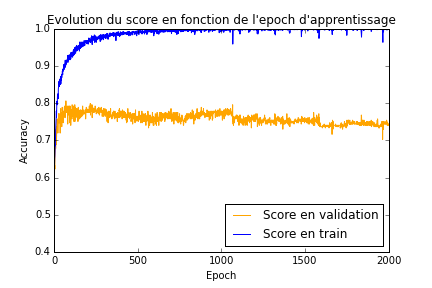 Evolution du score en fonction de l'epoch d'apprentissage
1.0
0.9
0.8
0.7
0.6
0.5
0.4
Accuracy
Score en validation
Score en train
0 500 1000 1500 2000
Epoch